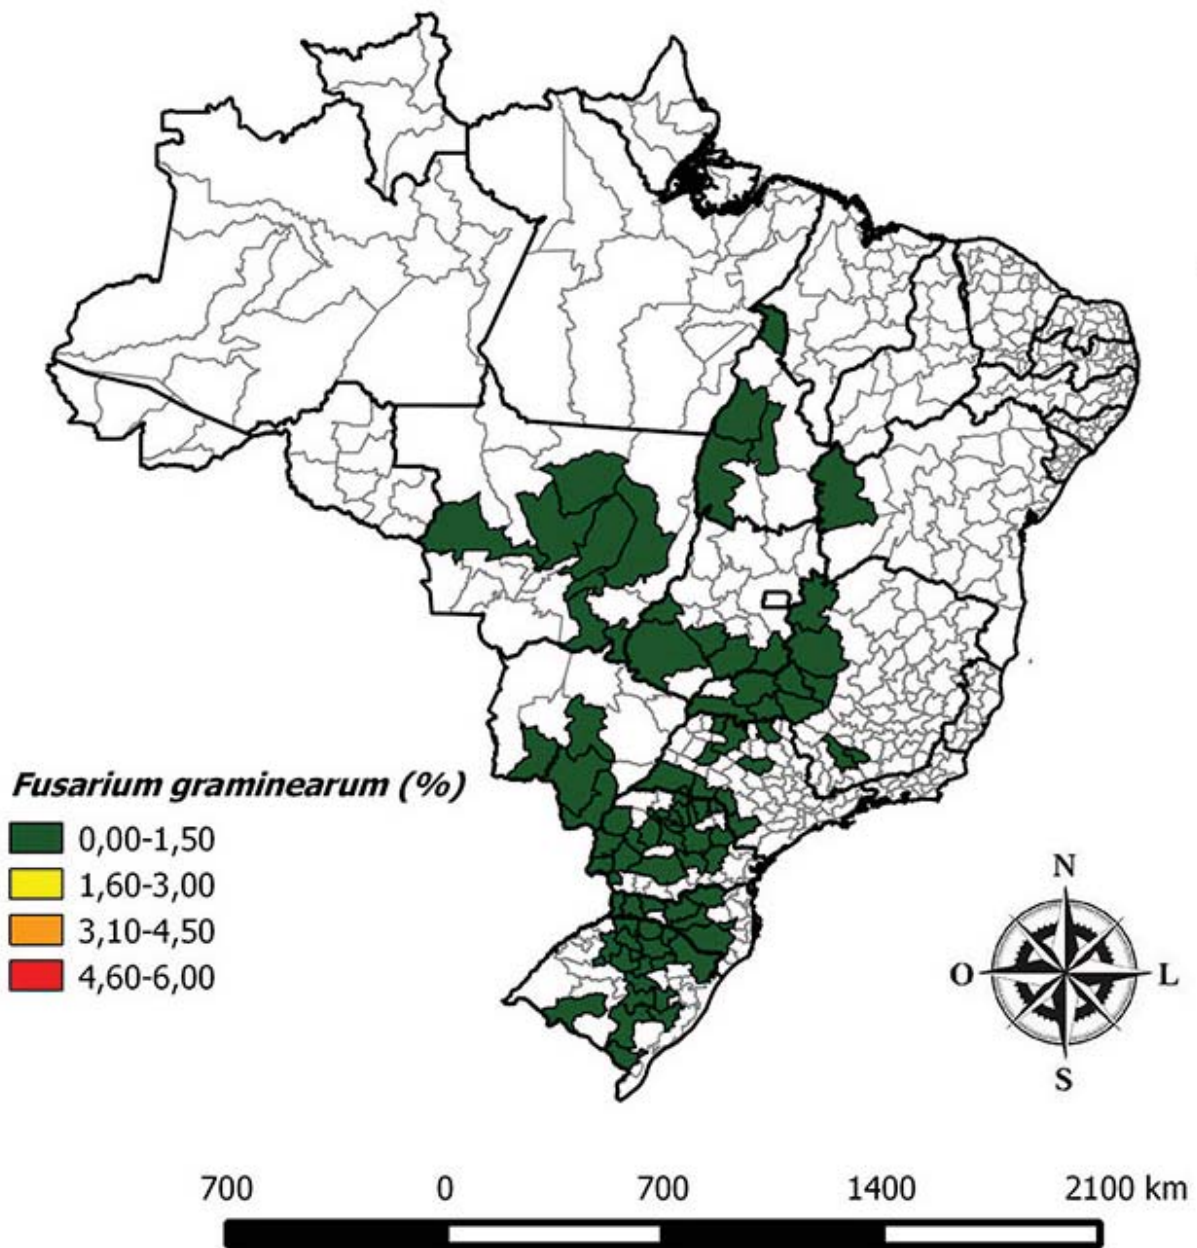 Fusarium graminearum (%)
0,00-1,50
1,60-3,00
3,10-4,50
4,60-6,00
N
O L
S
700 0 700 1400 2100 km